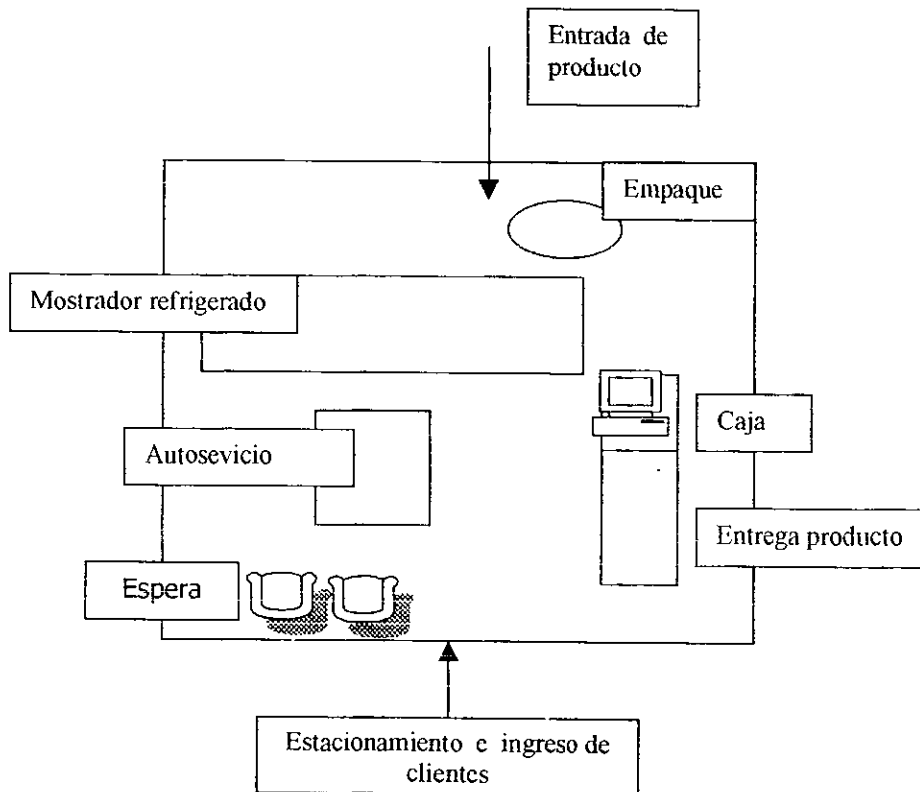 Entrada de
producto
Empaque
Mostrador refrigerado
Caja
Autosevicio
Entrega producto
Espera
Estacionamiento e ingreso de
clientes